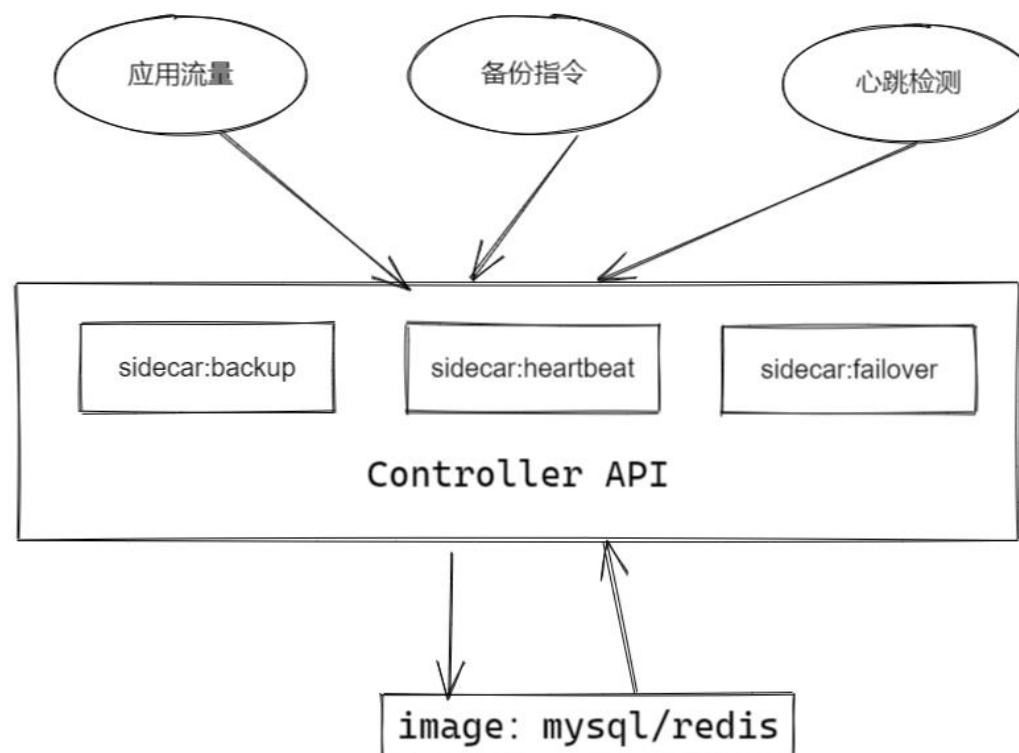 应用流量
备份指令
心跳检测
sidecar:backup
sidecar:heartbeat
sidecar:failover
Controller API
image: mysql/redis